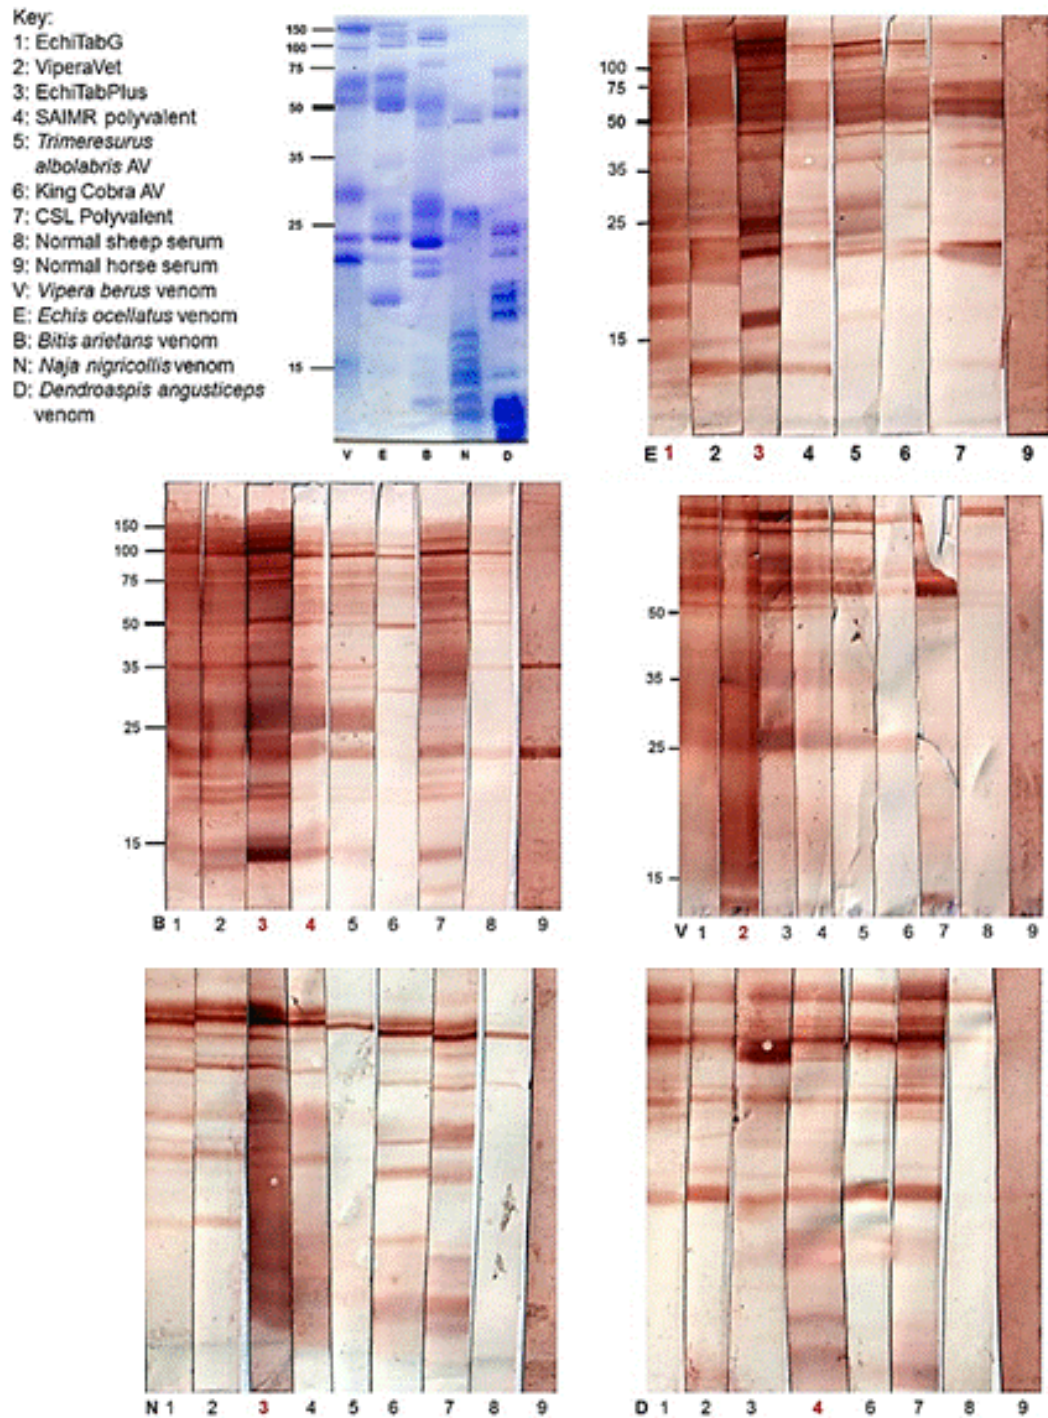 Key:
1: EchiTabG
2: ViperaVet
3: EchiTabPlus
4: SAIMR polyvalent
5: Trimeresurus
albolabris AV
6: King Cobra AV
7: CSL Polyvalent
8: Normal sheep serum
9: Normal horse serum
V: Vipera berus venom
E: Echis ocellatus venom
B: Bitis arietans venom
N: Naja nigricollis venom
D: Dendroaspis angusticeps
venom
150
100
75
50
35
25
15
V E B N D
100
75
50
35
25
15
E 1 2 3 4 5 6 7 9
150
100
75
50
35
25
15
B 1 2 3 4 5 6 7 8 9
50
35
25
15
V 1 2 3 4 5 6 7 8 9
N 1 2 3 4 5 6 7 8 9
D 1 2 3 4 6 7 8 9